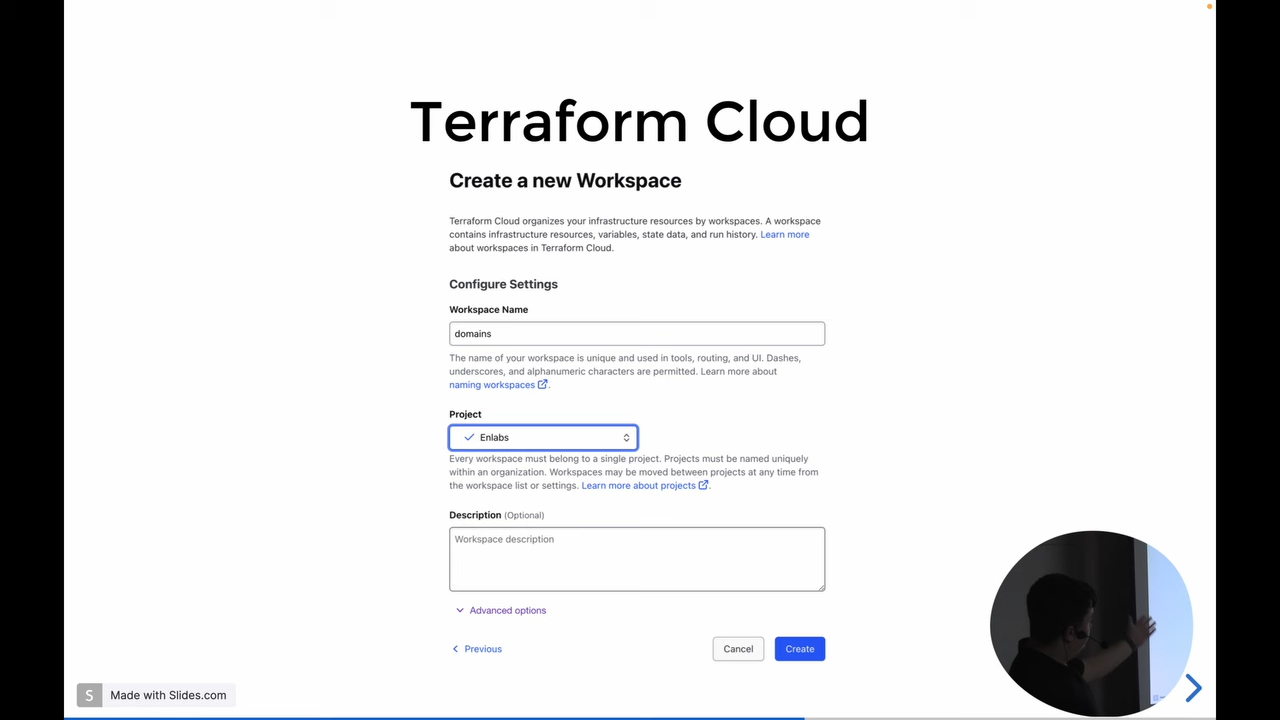 Terraform Cloud
Create a new Workspace
Terraform Cloud organizes your infrastructure resources by workspaces. A workspace
contains infrastructure resources, variables, state data, and run history. Learn more
about workspaces in Terraform Cloud.
Configure Settings
Workspace Name
domains
The name of your workspace is unique and used in tools, routing, and UI. Dashes,
underscores, and alphanumeric characters are permitted. Learn more about
naming workspaces.
Project
Enlabs
Every workspace must belong to a single project. Projects must be named uniquely
within an organization. Workspaces may be moved between projects at any time from
the workspace list or settings. Learn more about projects.
Description (Optional)
Workspace description
Advanced options
Previous
Cancel
Create
S Made with Slides.com